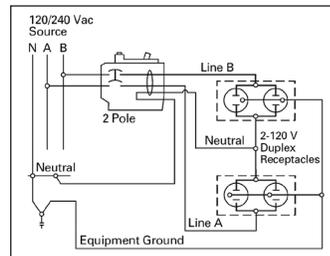 120/240 Vac
Source
N A B
Line B
2 Pole
Neutral
2-120 V
Duplex
Receptacles
Neutral
Line A
Equipment Ground